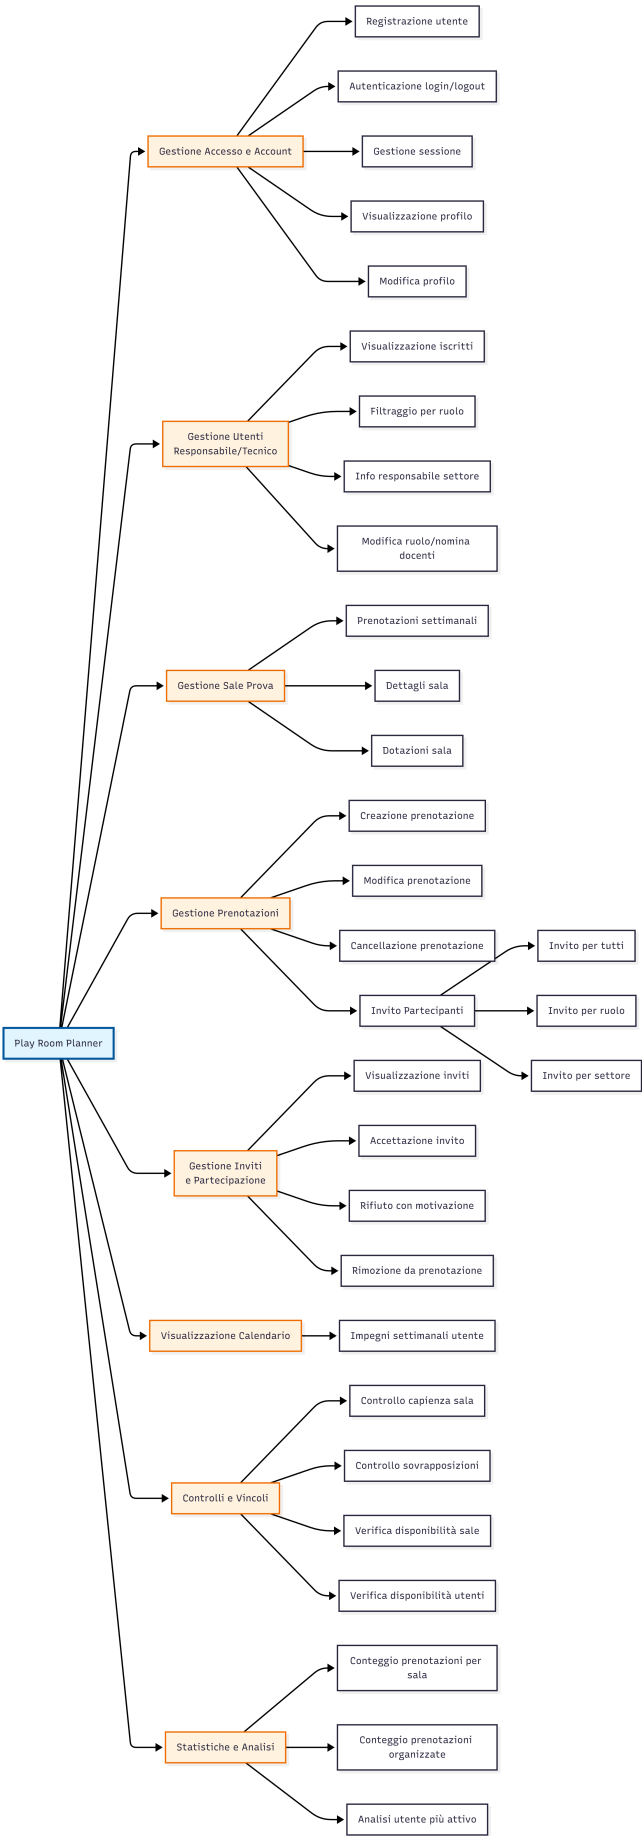 Play Room Planner
Gestione Accesso e Account
Registrazione utente
Autenticazione login/logout
Gestione sessione
Visualizzazione profilo
Modifica profilo
Gestione Utenti
Responsabile/Tecnico
Visualizzazione iscritti
Filtraggio per ruolo
Info responsabile settore
Modifica ruolo/nomina
docenti
Gestione Sale Prova
Prenotazioni settimanali
Dettagli sala
Dotazioni sala
Gestione Prenotazioni
Creazione prenotazione
Modifica prenotazione
Cancellazione prenotazione
Invito Partecipanti
Invito per tutti
Invito per ruolo
Invito per settore
Gestione Inviti
e Partecipazione
Visualizzazione inviti
Accettazione invito
Rifiuto con motivazione
Rimozione da prenotazione
Visualizzazione Calendario
Impegni settimanali utente
Controlli e Vincoli
Controllo capienza sala
Controllo sovrapposizioni
Verifica disponibilità sale
Verifica disponibilità utenti
Statistiche e Analisi
Conteggio prenotazioni per
sala
Conteggio prenotazioni
organizzate
Analisi utente più attivo